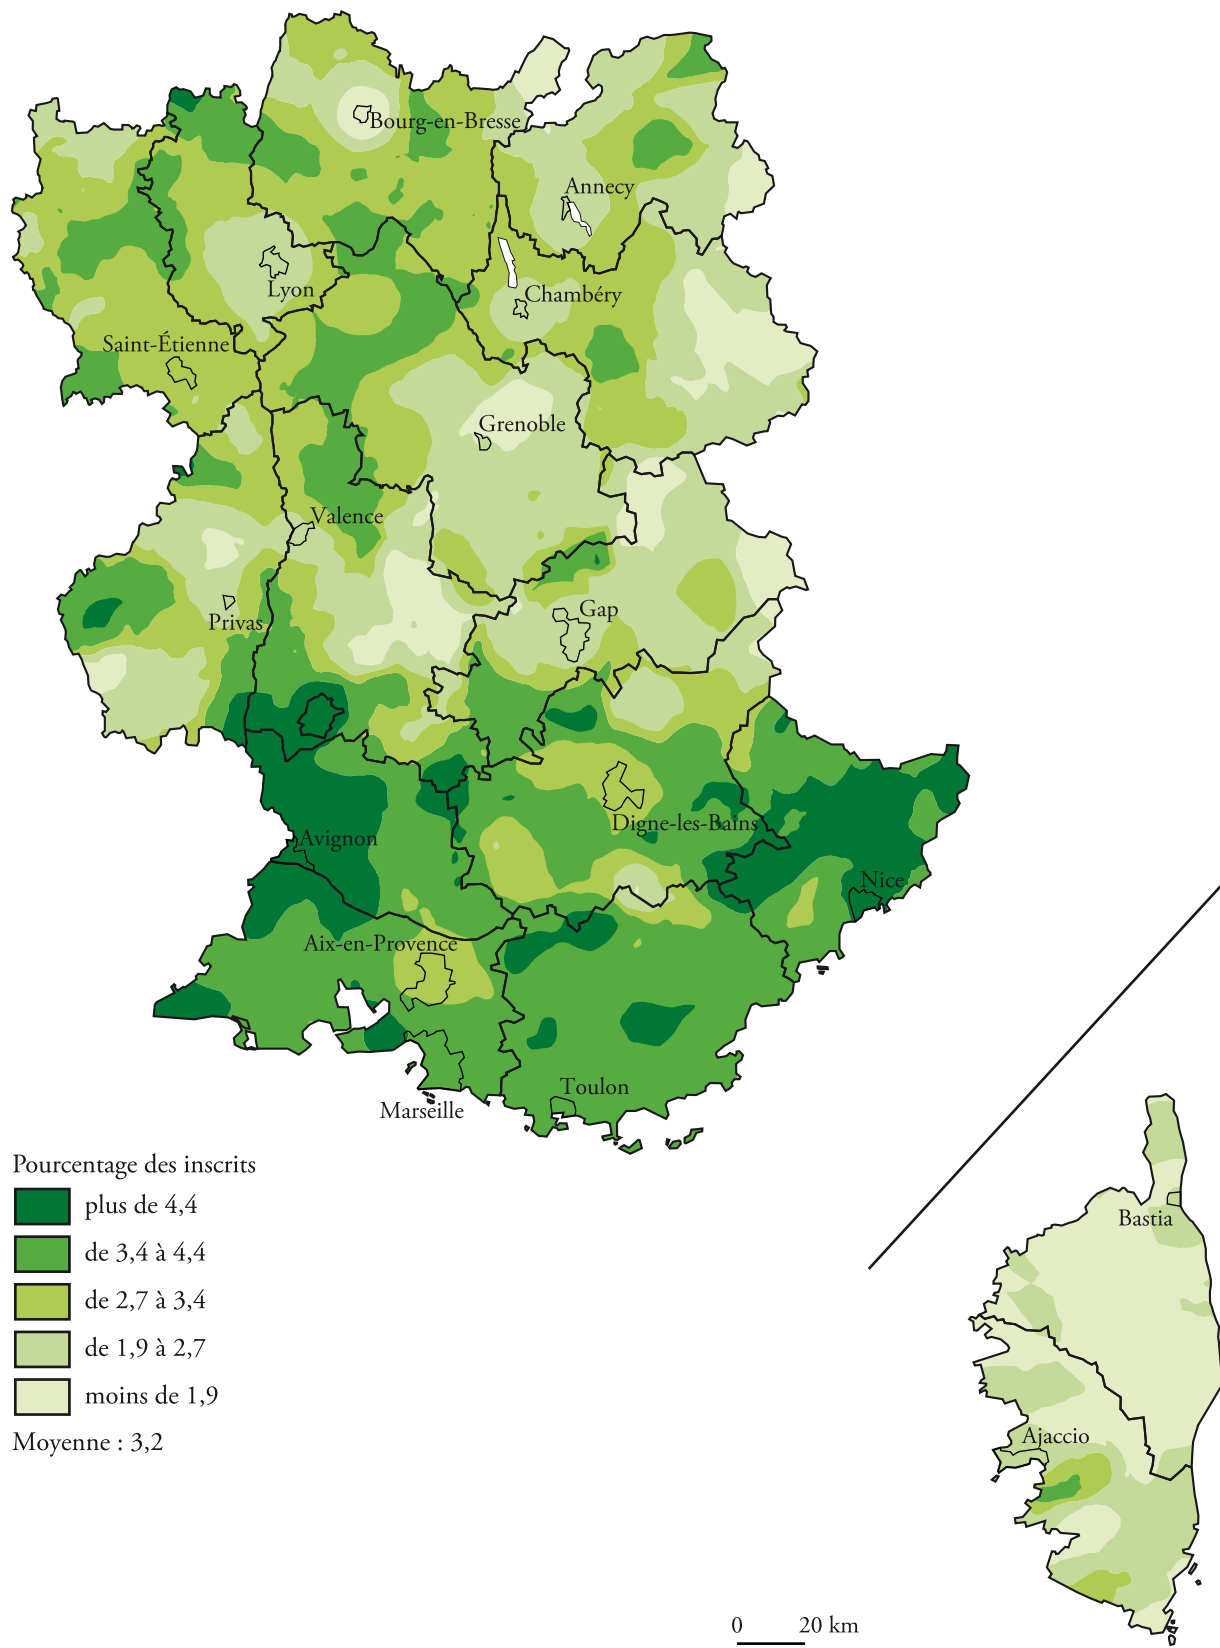 Bourg-en-Bresse
Annecy
Lyon
Chambéry
Saint-Étienne
Grenoble
Valence
Privas
Gap
Digne-les-Bains
Avignon
Nice
Aix-en-Provence
Toulon
Marseille
Pourcentage des inscrits
plus de 4,4
de 3,4 à 4,4
de 2,7 à 3,4
de 1,9 à 2,7
moins de 1,9
Moyenne : 3,2
Bastia
Ajaccio
0 20 km